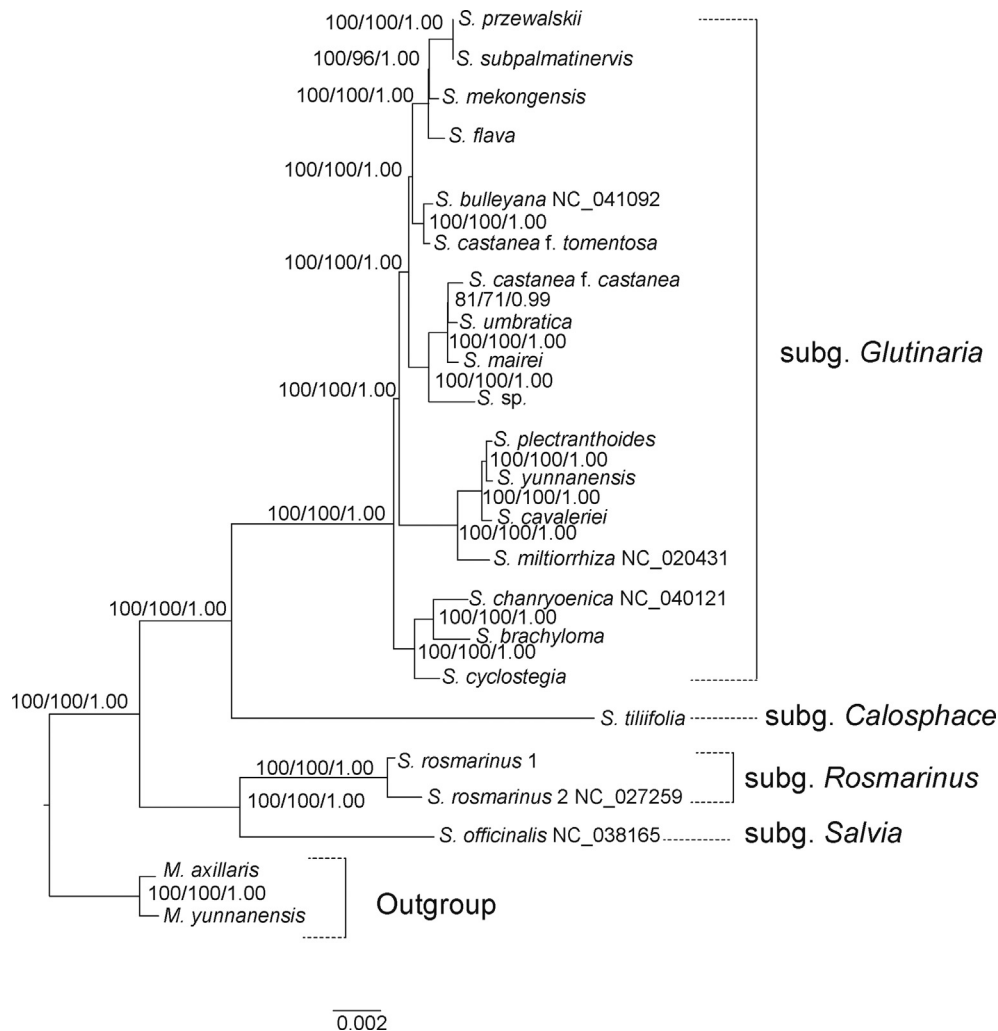 100/100/1.00 S. przewalskii
100/96/1.00 S. subpalmatinervis
100/100/1.00 S. mekongensis
S. flava
100/100/1.00
S. bulleyana NC_041092
100/100/1.00
S. castanea f. tomentosa
100/100/1.00
S. castanea f. castanea
81/71/0.99
S. umbratica
100/100/1.00
S. mairei
subg. Glutinaria
100/100/1.00
100/100/1.00
S. sp.
S. plectranthoides
100/100/1.00
S. yunnanensis
100/100/1.00
100/100/1.00
S. cavaleriei
100/100/1.00
S. miltiorrhiza NC_020431
S. chanryoenica NC_040121
100/100/1.00
100/100/1.00
S. brachyloma
100/100/1.00
S. cyclostegia
100/100/1.00
S. tiliifolia
subg. Calosphace
S. rosmarinus 1
100/100/1.00
subg. Rosmarinus
S. rosmarinus 2 NC_027259
100/100/1.00
S. officinalis NC_038165
subg. Salvia
M. axillaris
100/100/1.00
M. yunnanensis
Outgroup
0.002